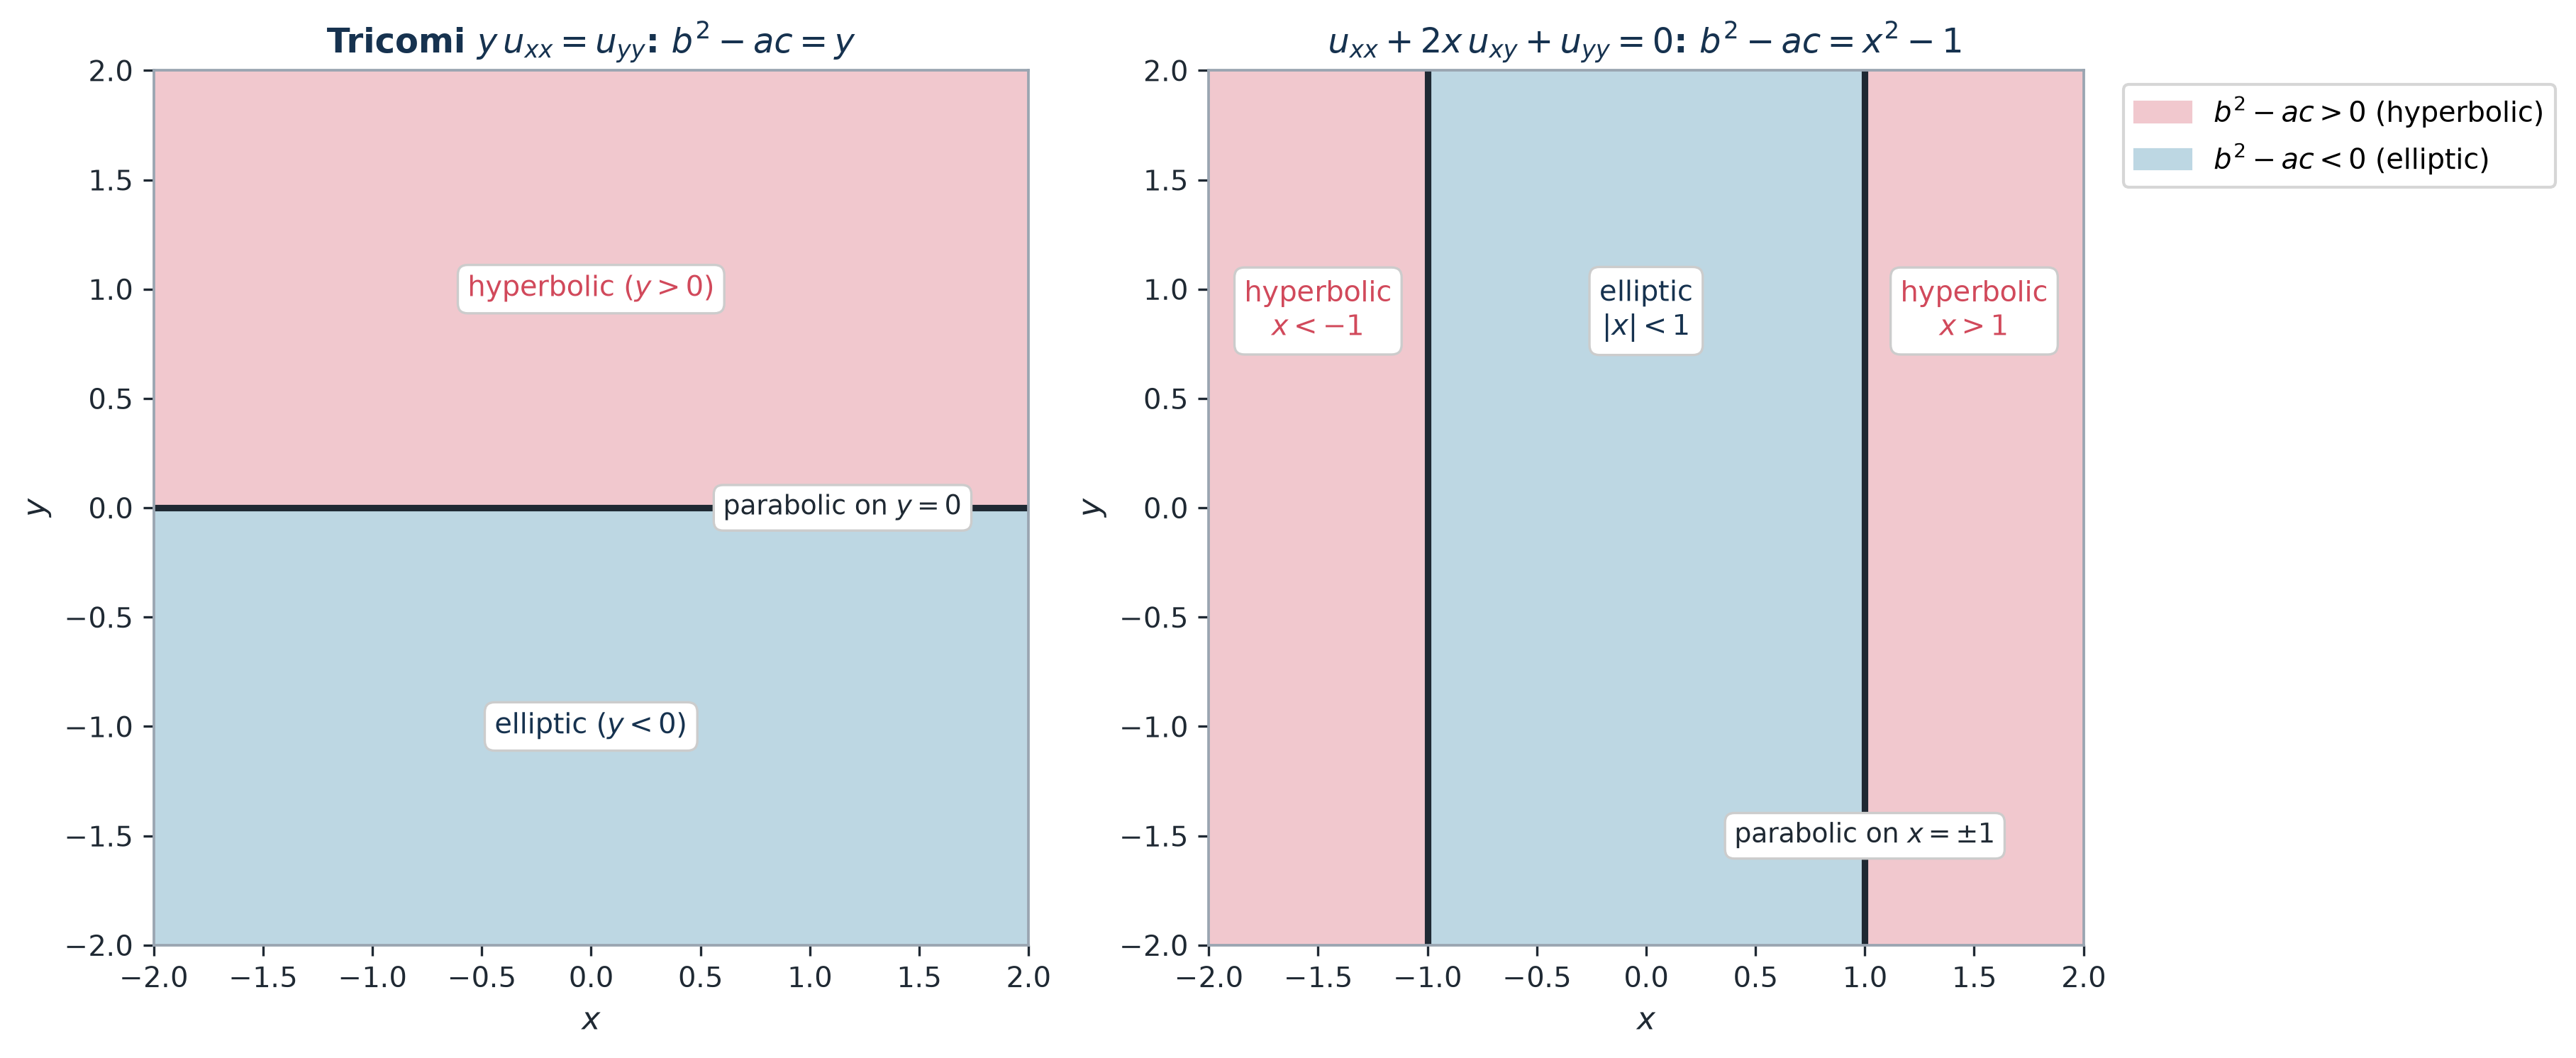 Tricomi y u_xx = u_yy: b² − ac = y
2.0
1.5
1.0
0.5
0.0
−0.5
−1.0
−1.5
−2.0
y
hyperbolic (y > 0)
parabolic on y = 0
elliptic (y < 0)
−2.0 −1.5 −1.0 −0.5 0.0 0.5 1.0 1.5 2.0
x
u_xx + 2x u_xy + u_yy = 0: b² − ac = x² − 1
2.0
1.5
1.0
0.5
0.0
−0.5
−1.0
−1.5
−2.0
y
hyperbolic
x < −1
elliptic
|x| < 1
hyperbolic
x > 1
parabolic on x = ±1
−2.0 −1.5 −1.0 −0.5 0.0 0.5 1.0 1.5 2.0
x
b² − ac > 0 (hyperbolic)
b² − ac < 0 (elliptic)